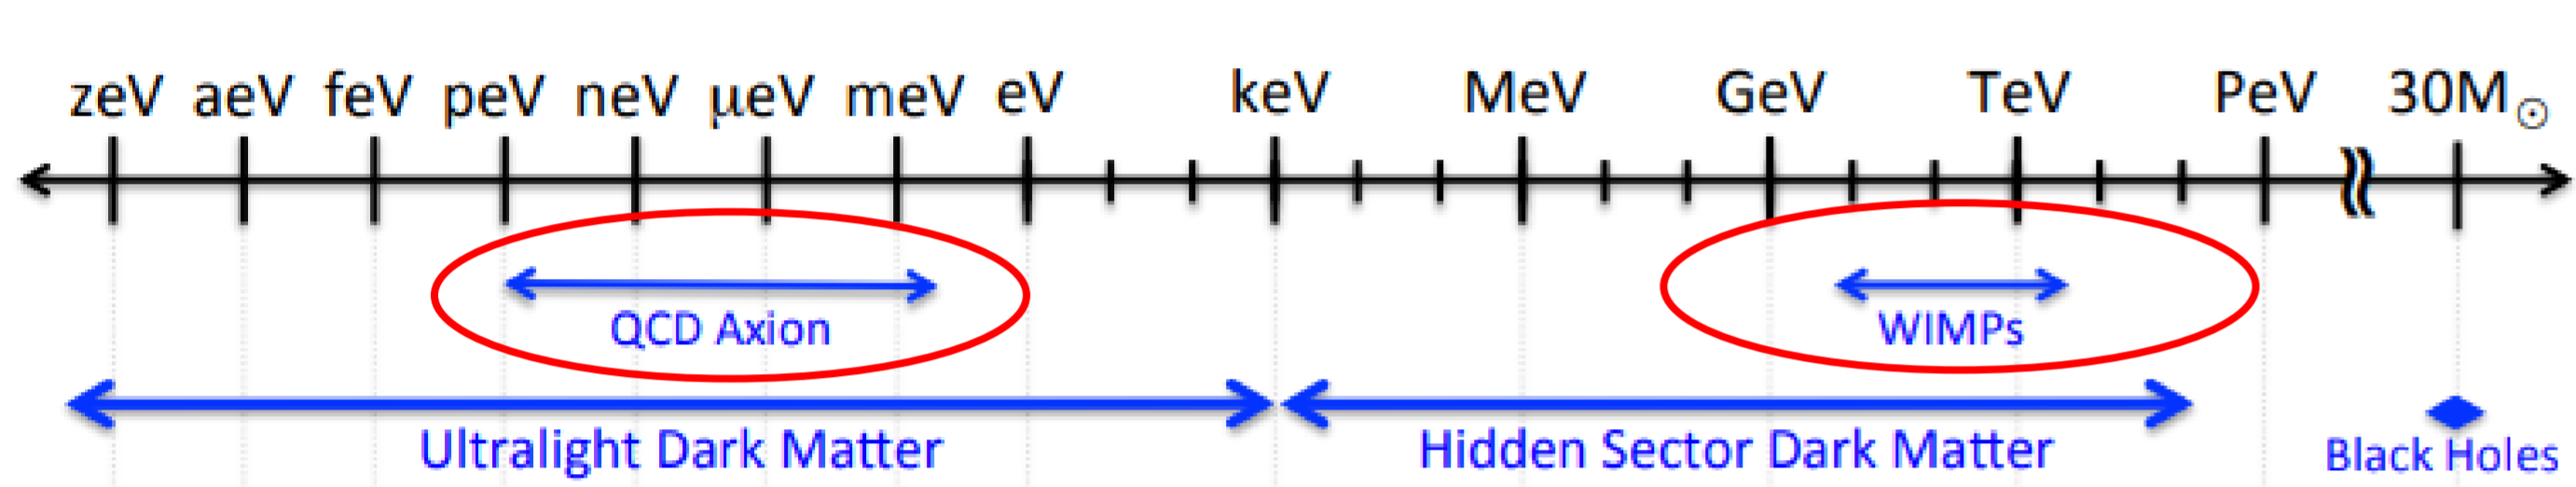 zeV aeV feV peV neV μeV meV eV keV MeV GeV TeV PeV 30M☉
QCD Axion WIMPs
Ultralight Dark Matter Hidden Sector Dark Matter Black Holes